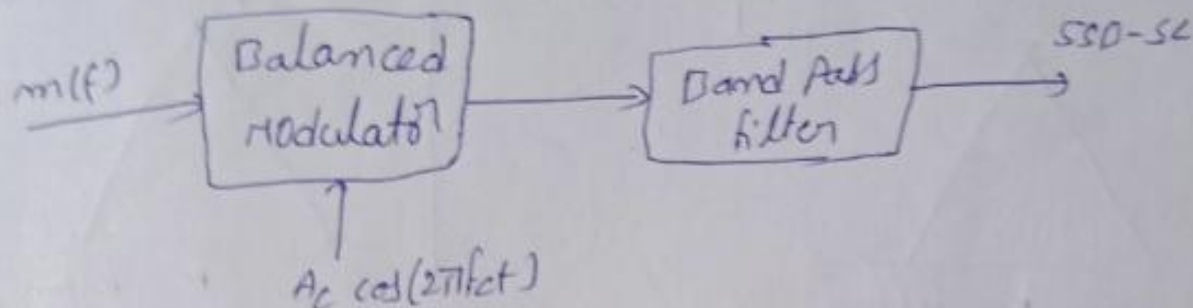 m(t)
Balanced
Modulator
Band Pass
filter
SSB-SC
Ac cos(2πfct)